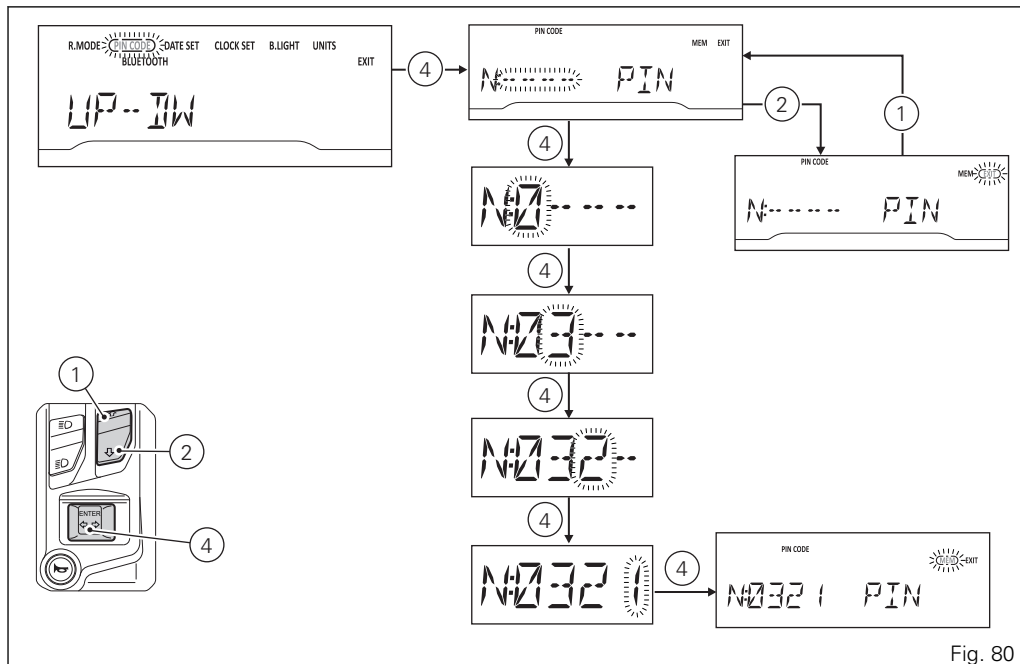 R.MODE PIN CODE DATE SET CLOCK SET B.LIGHT UNITS
BLUETOOTH EXIT
UP--DW
4
PIN CODE
MEM EXIT
N:---- PIN
2
1
PIN CODE
MEM EXIT
N:---- PIN
4
N:0---
4
N:03--
4
N:032-
4
N:0321
4
PIN CODE
MEM EXIT
N:0321 PIN
1
2
ENTER
4
Fig. 80